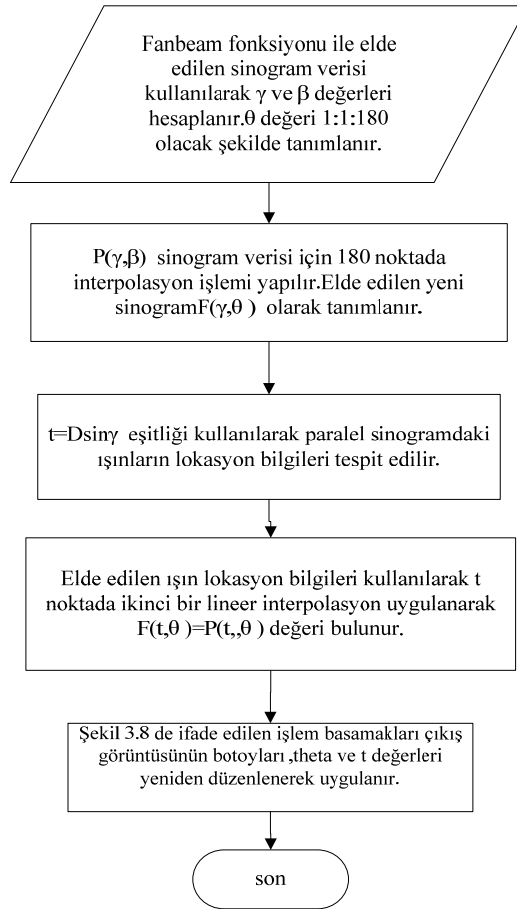 Fanbeam fonksiyonu ile elde
edilen sinogram verisi
kullanılarak γ ve β değerleri
hesaplanır.θ değeri 1:1:180
olacak şekilde tanımlanır.
P(γ,β) sinogram verisi için 180 noktada
interpolasyon işlemi yapılır.Elde edilen yeni
sinogramF(γ,θ ) olarak tanımlanır.
t=Dsinγ eşitliği kullanılarak paralel sinogramdaki
ışınların lokasyon bilgileri tespit edilir.
Elde edilen ışın lokasyon bilgileri kullanılarak t
noktada ikinci bir lineer interpolasyon uygulanarak
F(t,θ )=P(t,,θ ) değeri bulunur.
Şekil 3.8 de ifade edilen işlem basamakları çıkış
görüntüsünün botoyları ,theta ve t değerleri
yeniden düzenlenerek uygulanır.
son